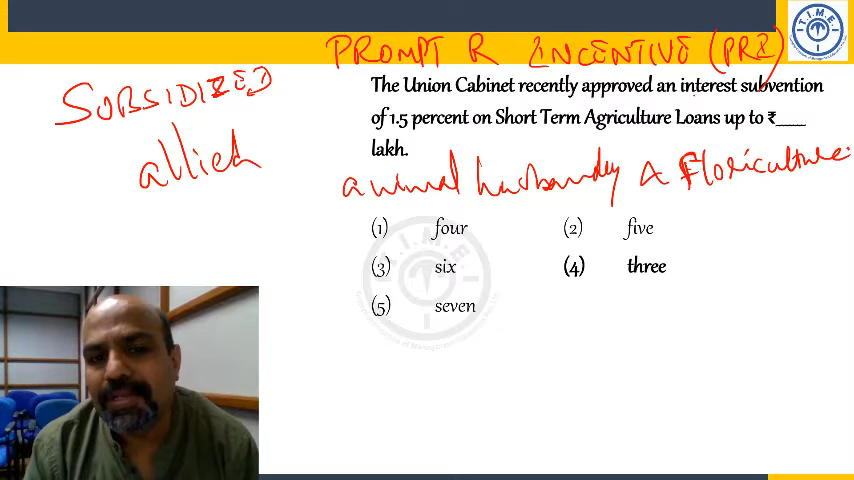 T.I.M.E.
PROMPT R INCENTIVE (PRI)
SUBSIDIZED
allied
The Union Cabinet recently approved an interest subvention
of 1.5 percent on Short Term Agriculture Loans up to ₹____
lakh.
animal husbandry & Floriculture
(1) four (2) five
(3) six (4) three
(5) seven
T.I.M.E.